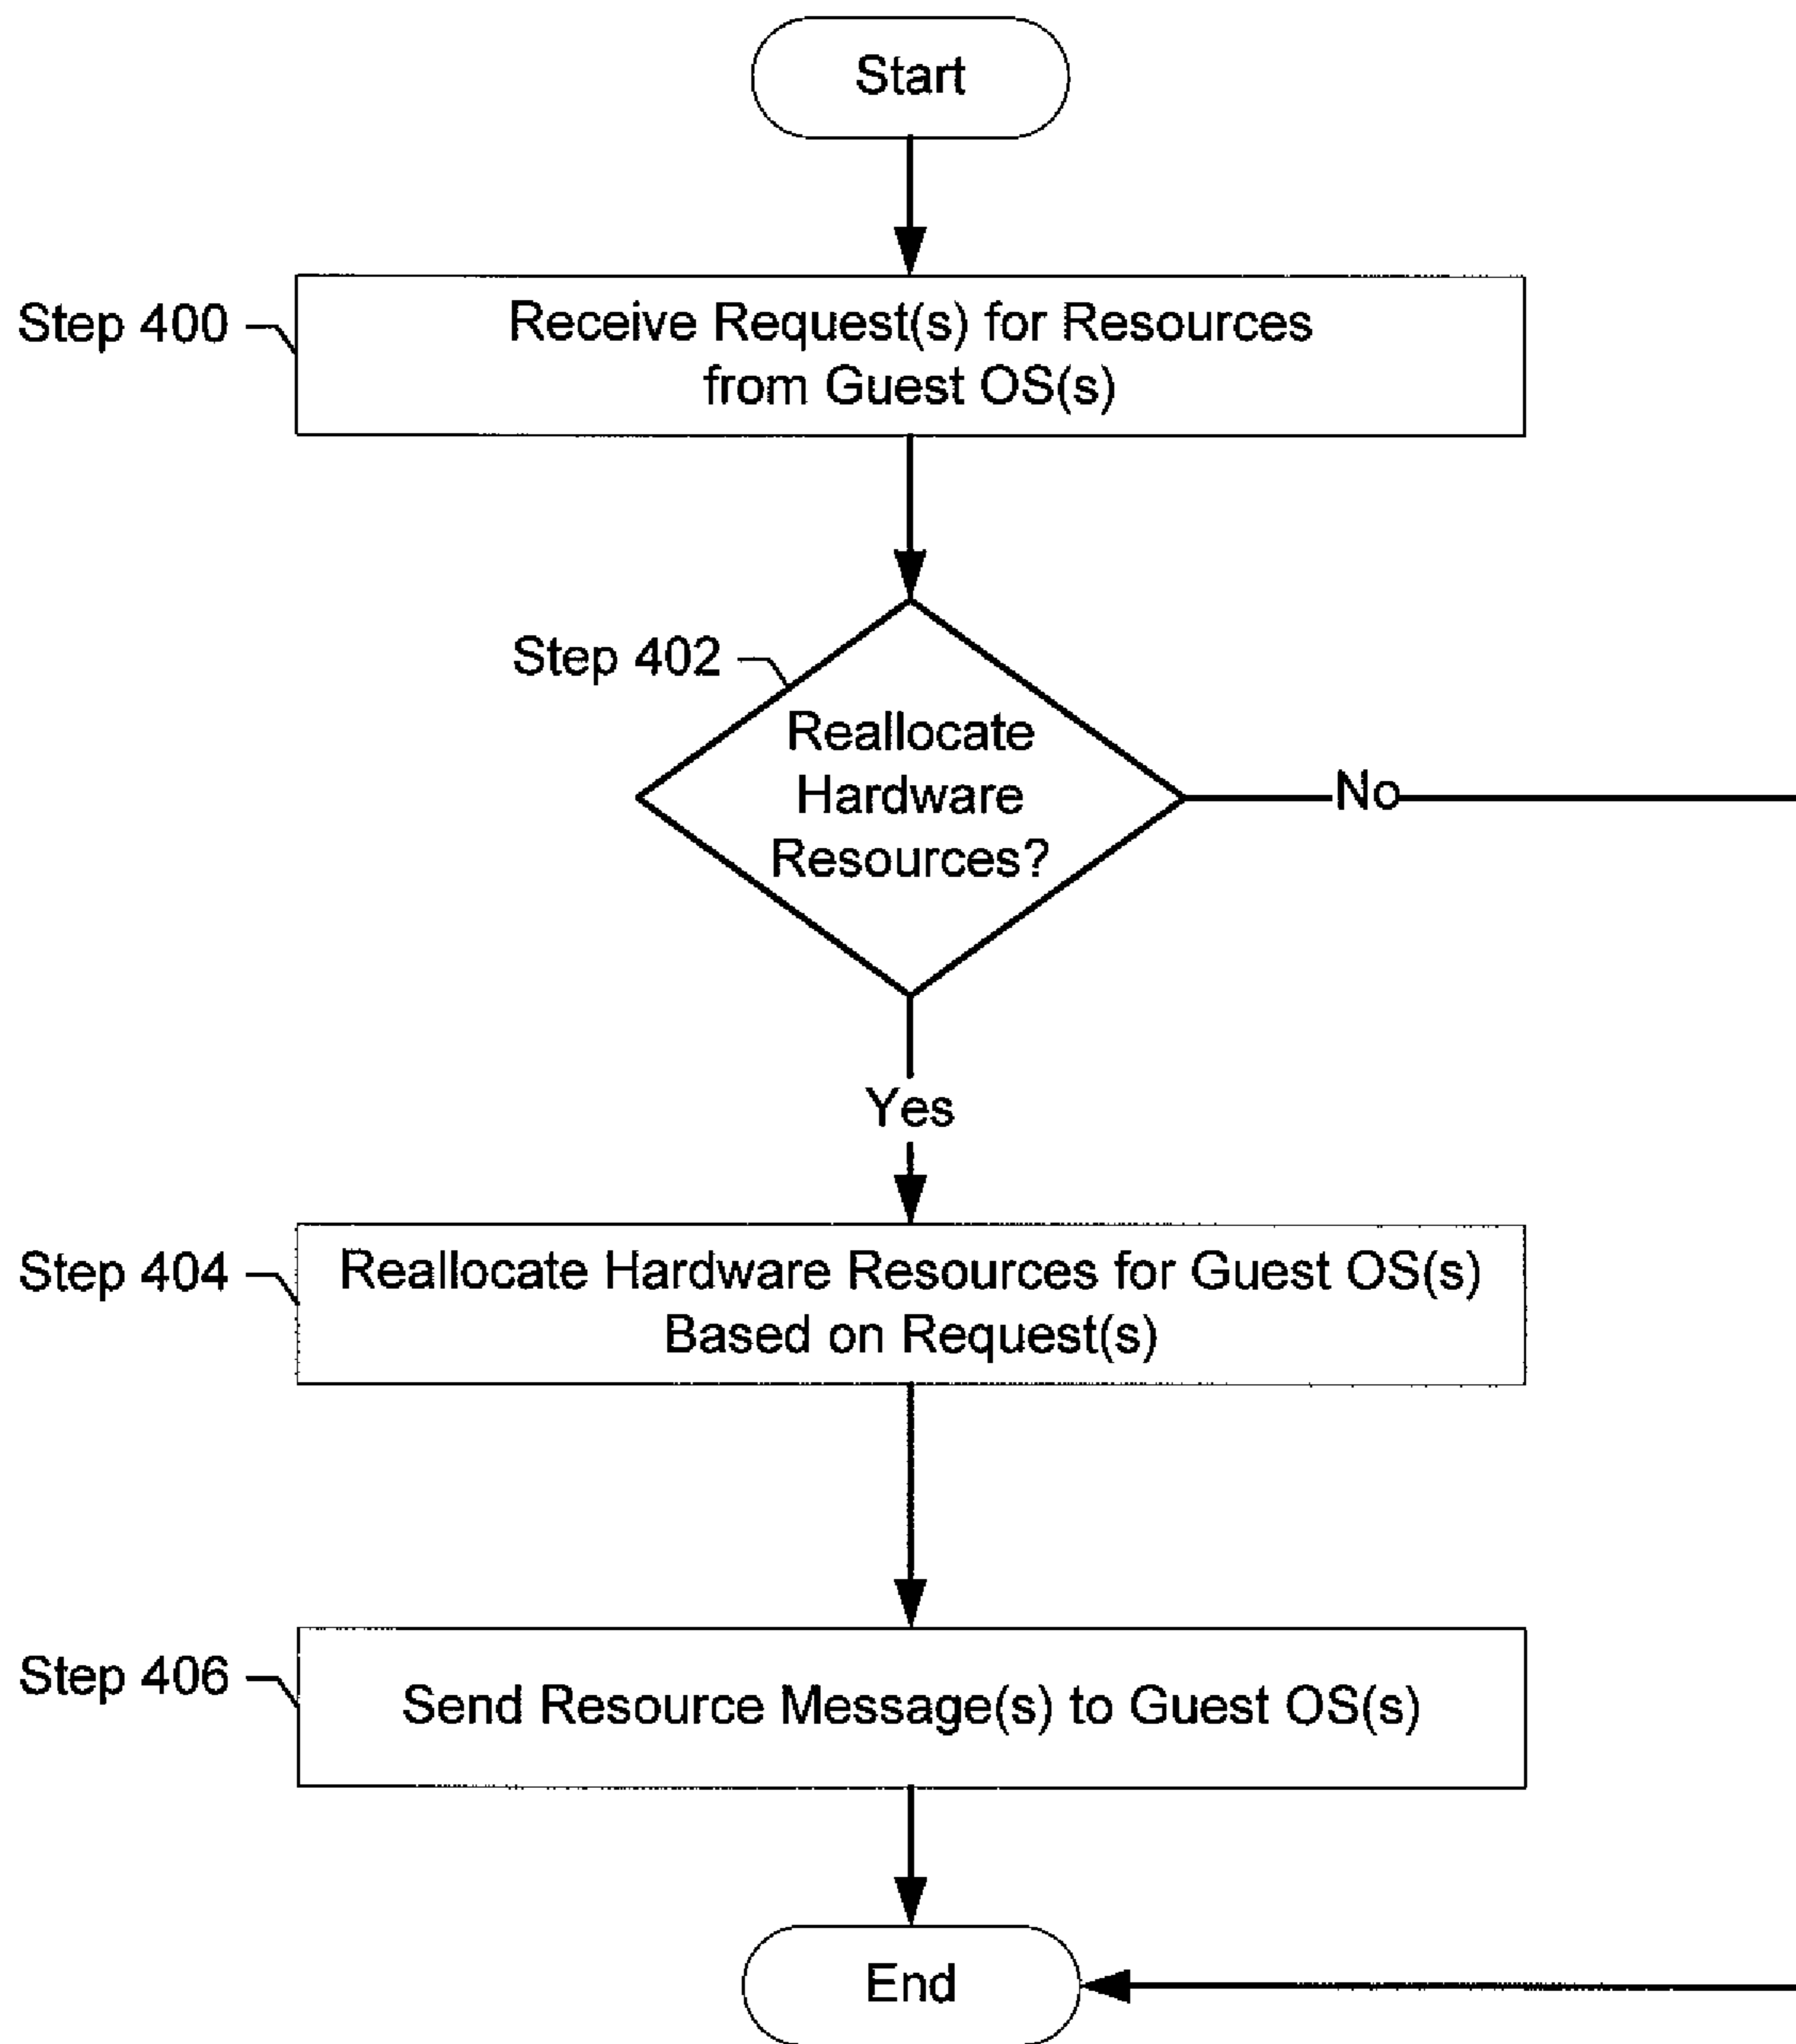 Start
Step 400
Receive Request(s) for Resources
from Guest OS(s)
Step 402
Reallocate
Hardware
Resources?
No
Yes
Step 404
Reallocate Hardware Resources for Guest OS(s)
Based on Request(s)
Step 406
Send Resource Message(s) to Guest OS(s)
End